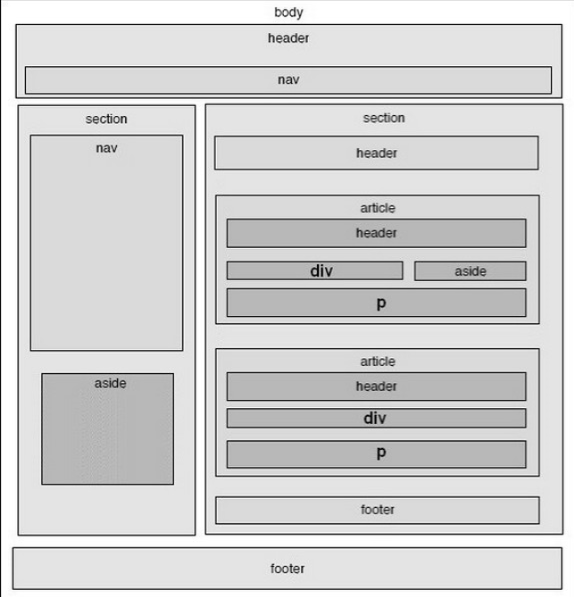 body
header
nav
section
nav
aside
section
header
article
header
div
aside
p
article
header
div
p
footer
footer